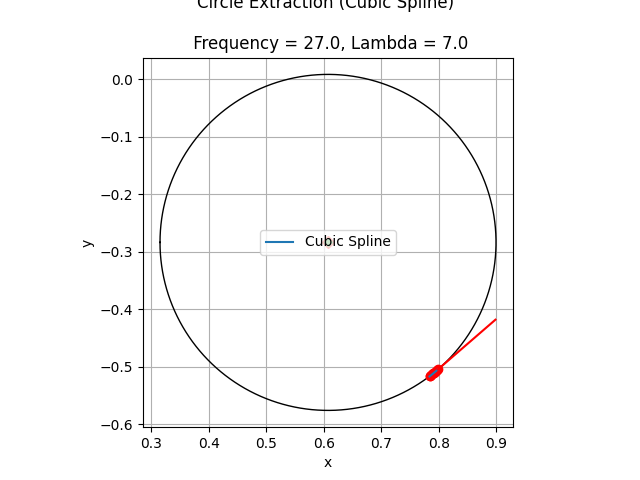 Circle Extraction (Cubic Spline)
Frequency = 27.0, Lambda = 7.0
0.0
−0.1
−0.2
−0.3
−0.4
−0.5
−0.6
y
Cubic Spline
0.3 0.4 0.5 0.6 0.7 0.8 0.9
x